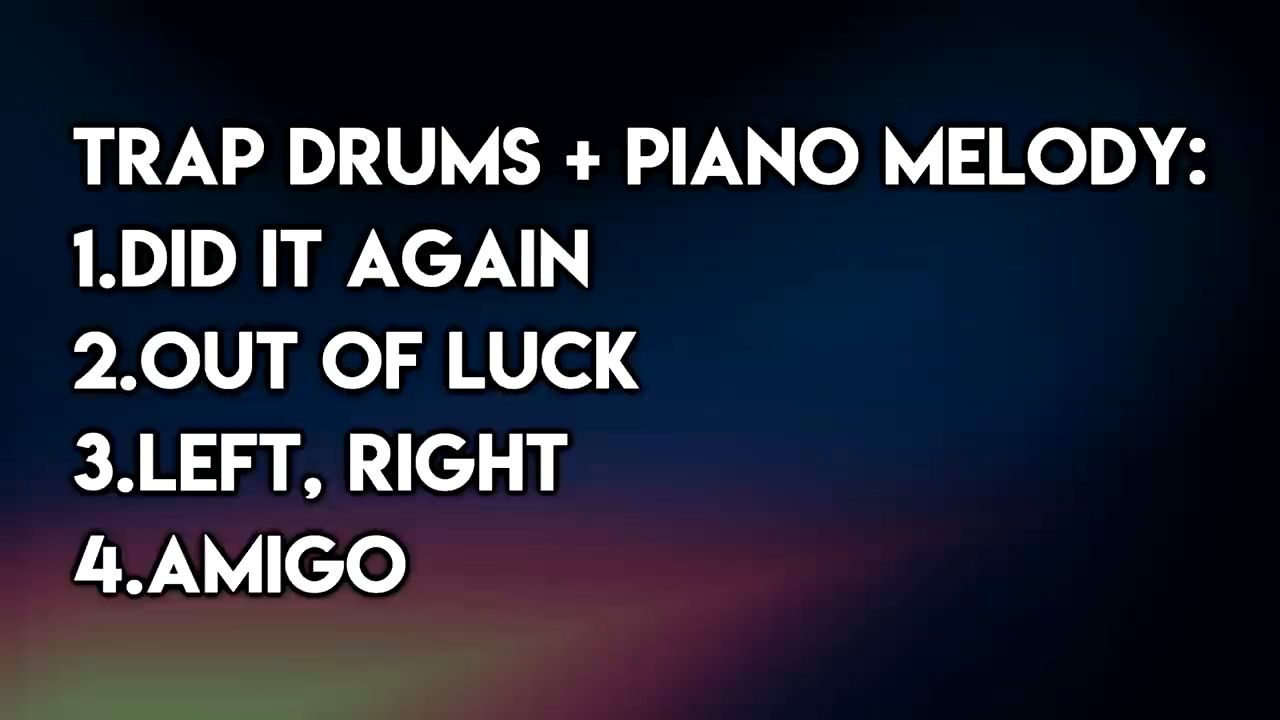 TRAP DRUMS + PIANO MELODY:
1.DID IT AGAIN
2.OUT OF LUCK
3.LEFT, RIGHT
4.AMIGO